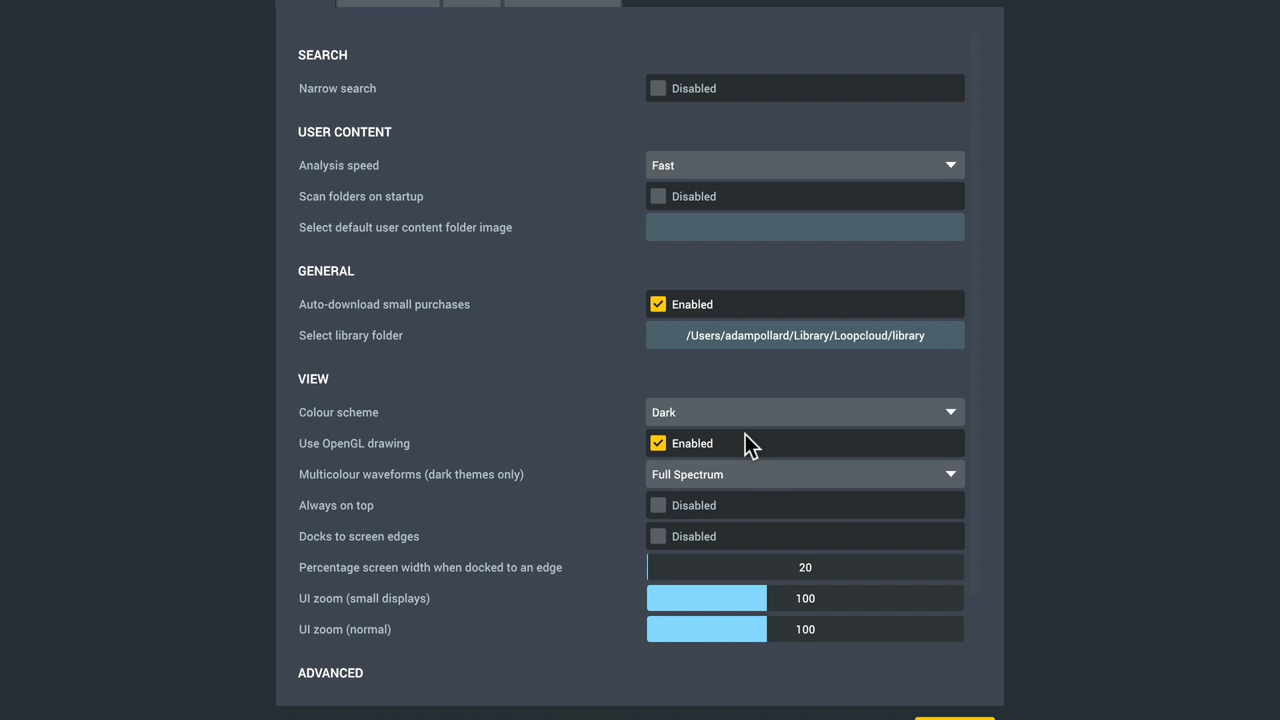 SEARCH
Narrow search Disabled
USER CONTENT
Analysis speed Fast
Scan folders on startup Disabled
Select default user content folder image
GENERAL
Auto-download small purchases Enabled
Select library folder /Users/adampollard/Library/Loopcloud/library
VIEW
Colour scheme Dark
Use OpenGL drawing Enabled
Multicolour waveforms (dark themes only) Full Spectrum
Always on top Disabled
Docks to screen edges Disabled
Percentage screen width when docked to an edge 20
UI zoom (small displays) 100
UI zoom (normal) 100
ADVANCED